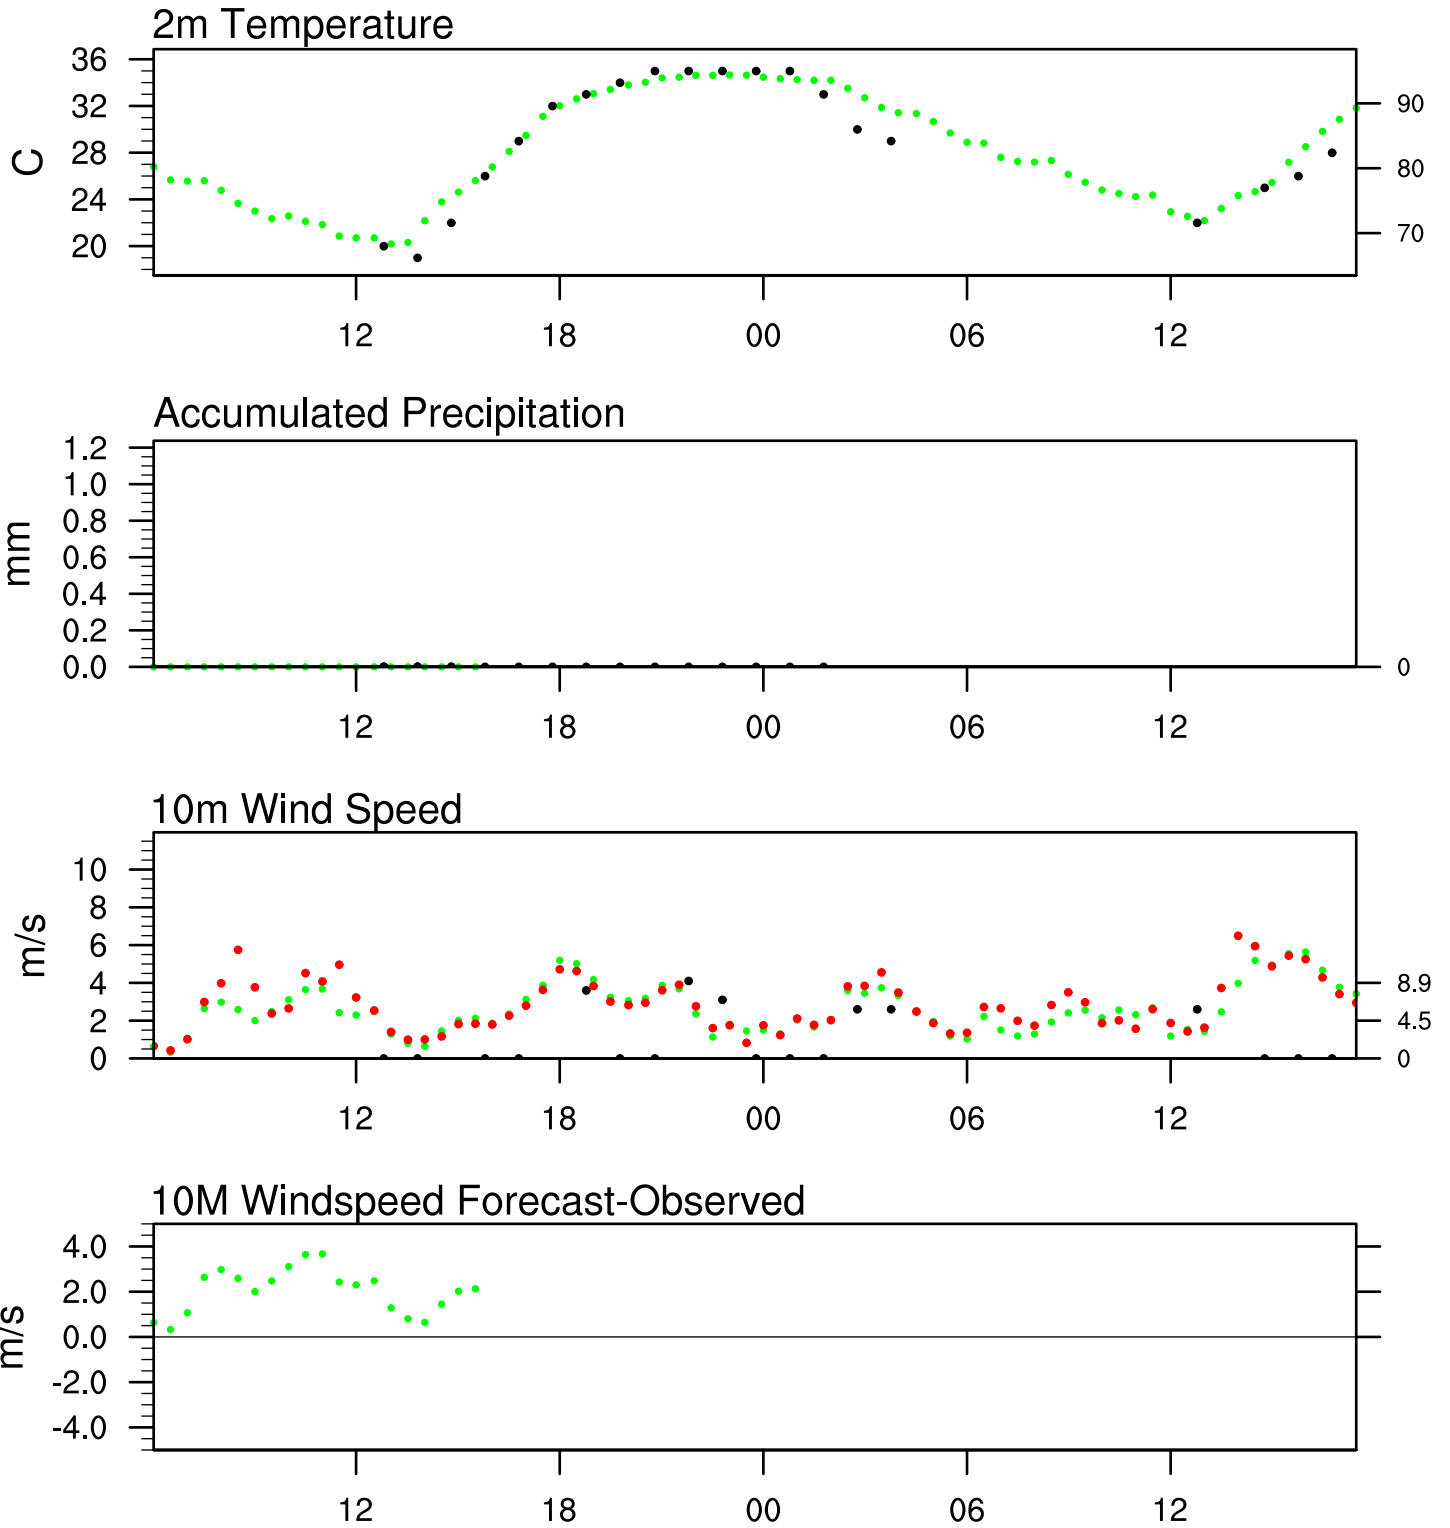 2m Temperature
36
32
28
24
20
C
90
80
70
12 18 00 06 12
Accumulated Precipitation
1.2
1.0
0.8
0.6
0.4
0.2
0.0
mm
0
12 18 00 06 12
10m Wind Speed
10
8
6
4
2
0
m/s
8.9
4.5
0
12 18 00 06 12
10M Windspeed Forecast-Observed
4.0
2.0
0.0
-2.0
-4.0
m/s
12 18 00 06 12